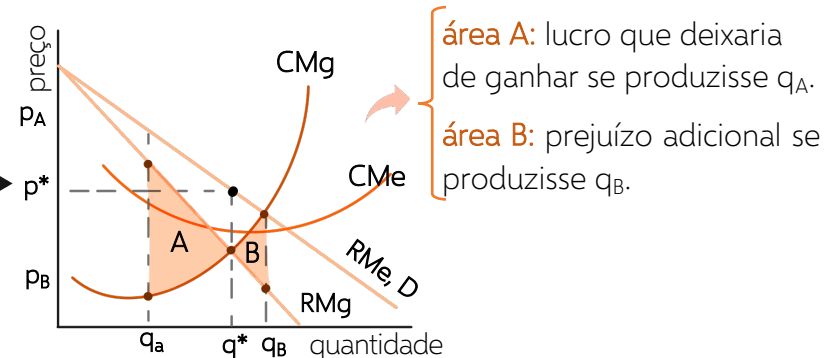 preço
pA
p*
pB
CMg
CMe
A
B
RMe, D
RMg
qa
q*
qB
quantidade
área A: lucro que deixaria
de ganhar se produzisse qA.
área B: prejuízo adicional se
produzisse qB.